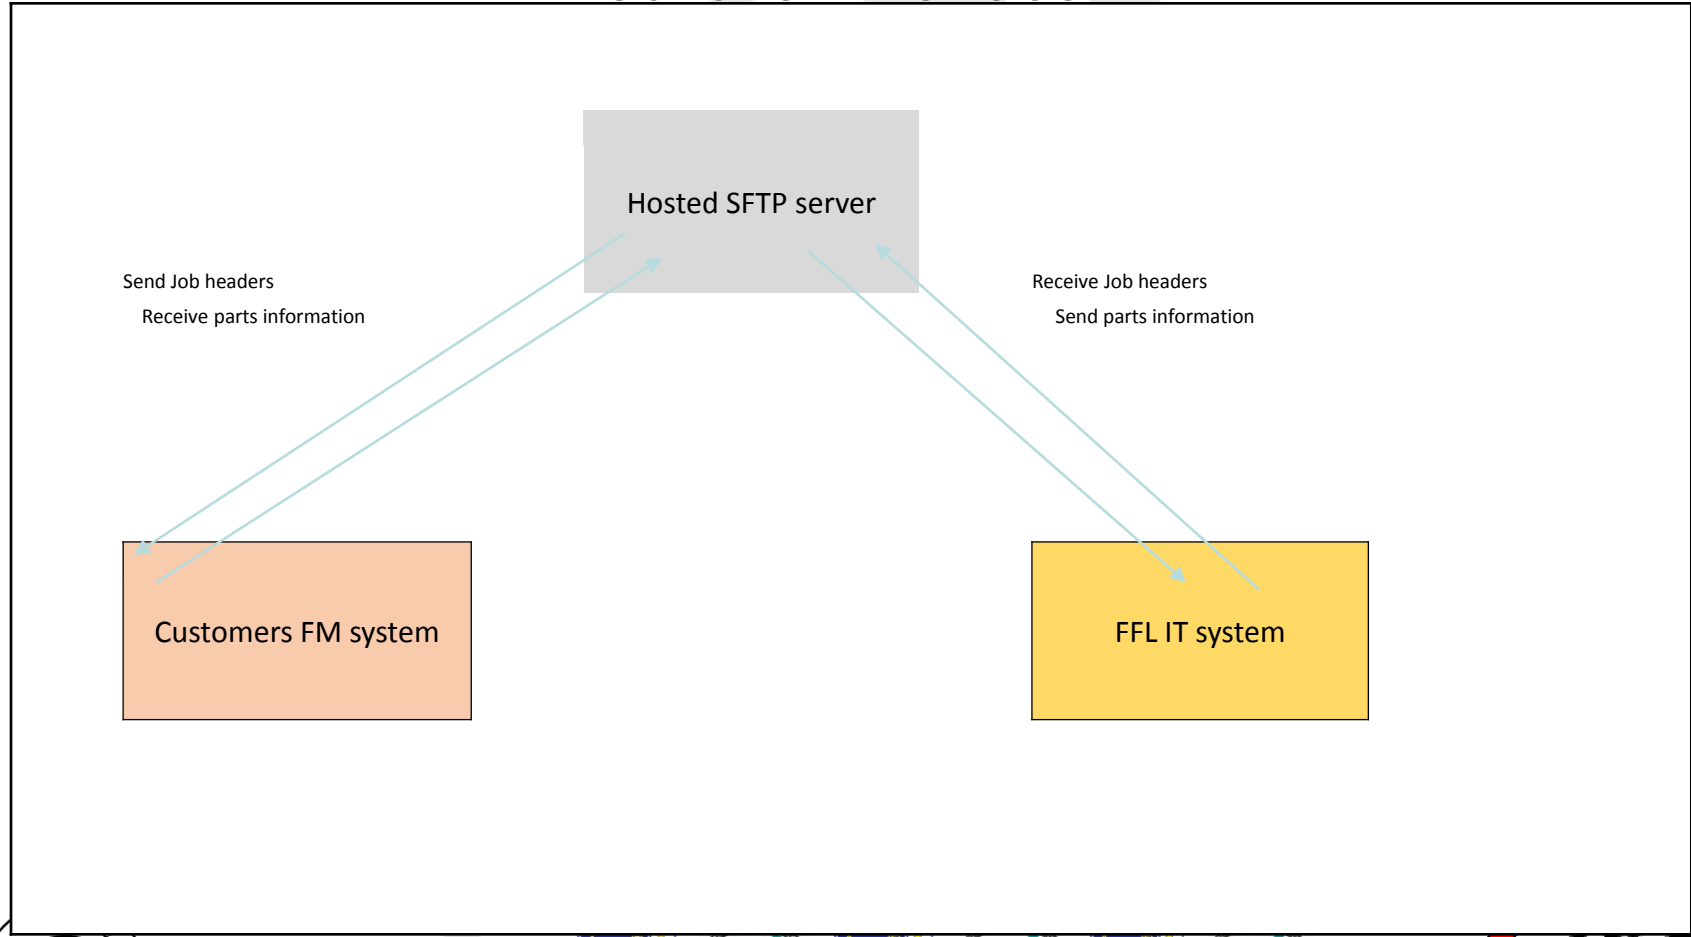 Hosted SFTP server
Send Job headers
Receive parts information
Receive Job headers
Send parts information
Customers FM system
FFL IT system